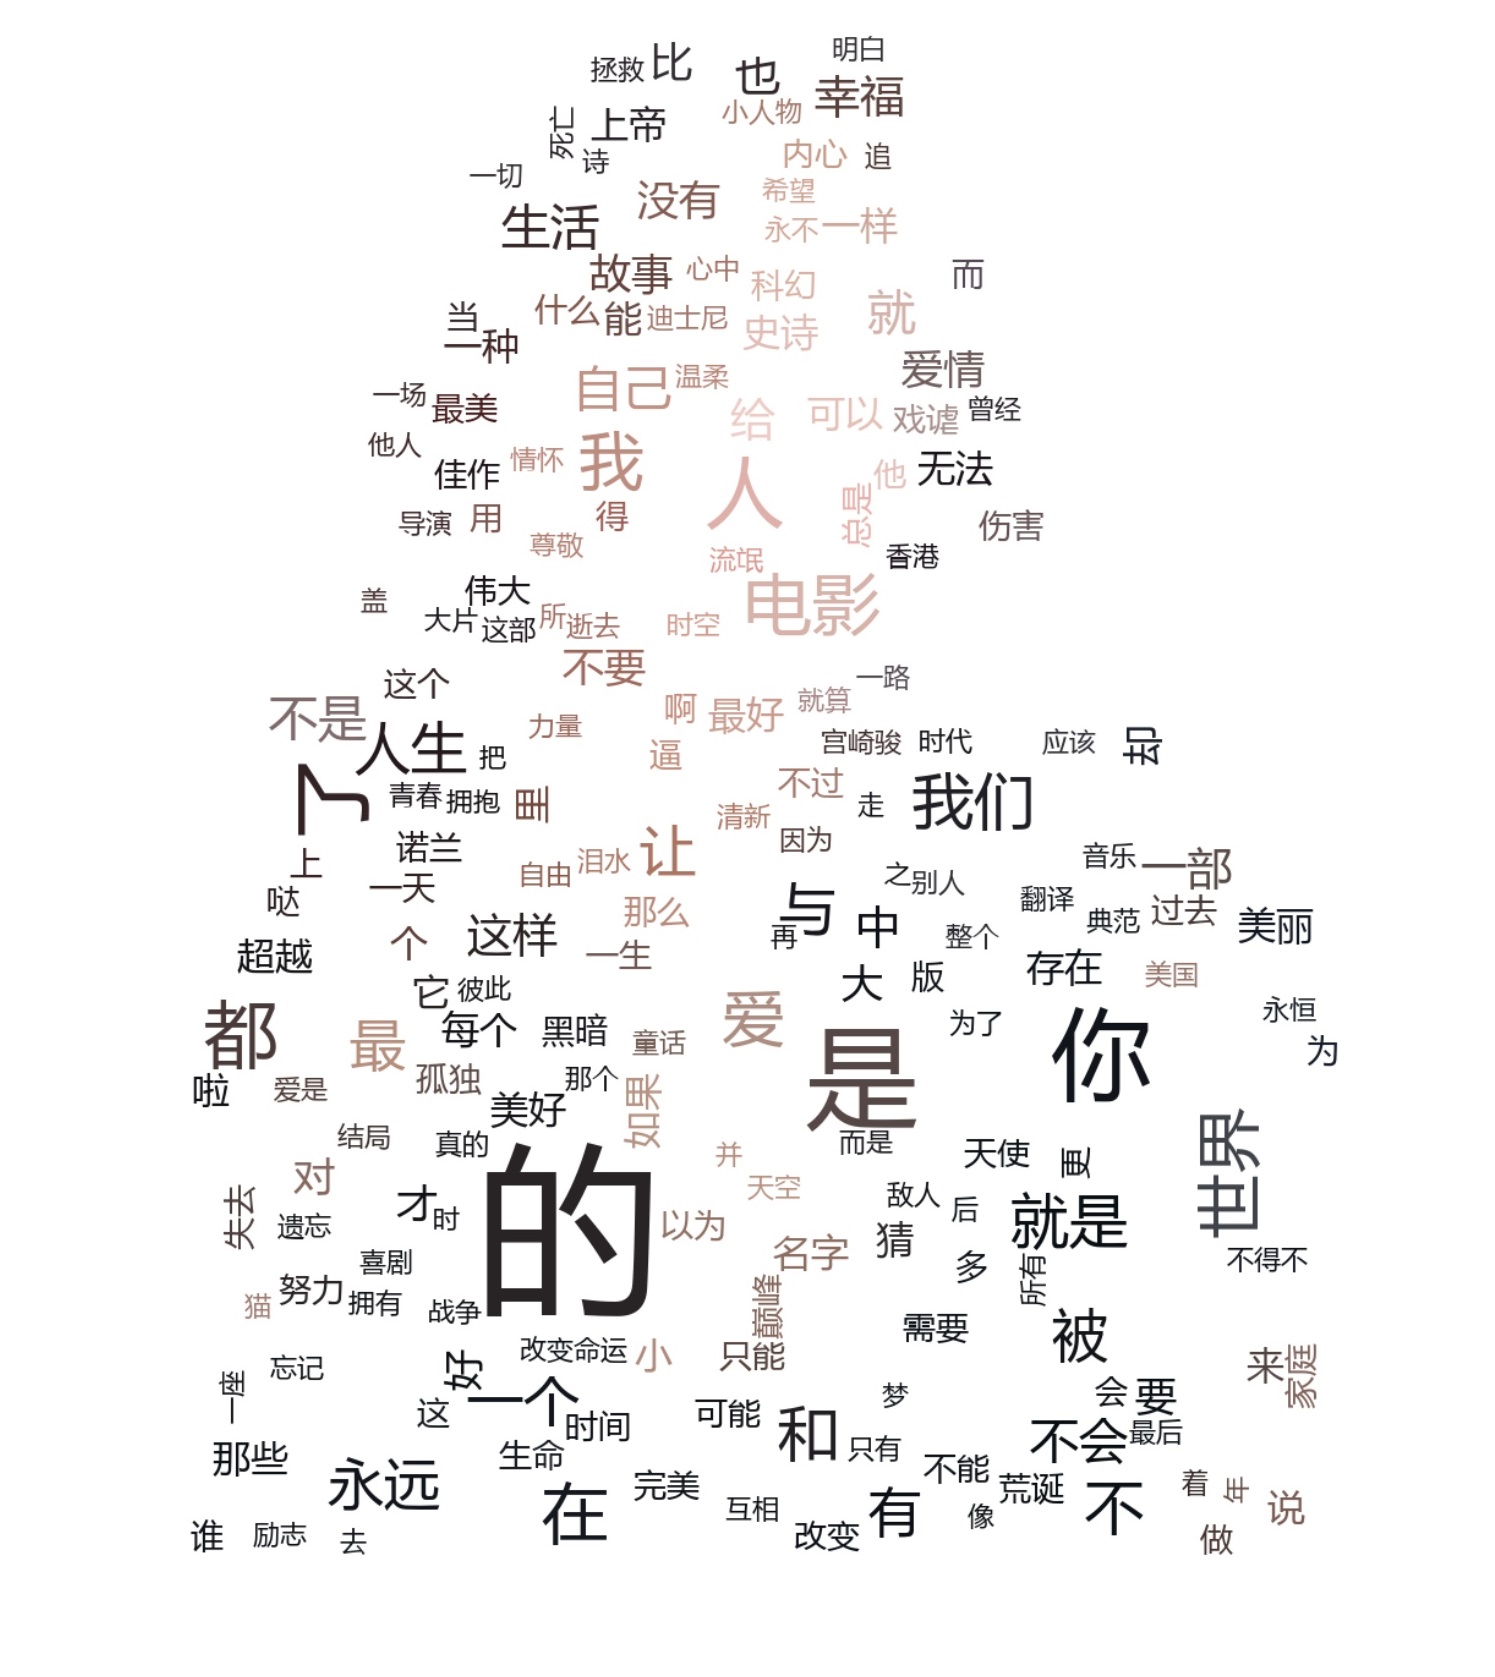 明白
拯救 比 也
幸福
小人物
死亡 上帝
诗
内心 追
一切
没有 希望
生活
永不 一样
故事 心中 科幻
而
什么 能 迪士尼
当 史诗 就
一种
爱情
自己 温柔
一场 最美
给 可以 戏谑 曾经
他人 情怀 我
佳作 他 无法
人
导演 用 得 总是
伤害
尊敬 流氓 香港
盖 伟大 电影
大片 这部 所 逝去 时空
不要
这个 一路
不是 啊 最好 就算
人生 把 力量 宫崎骏 时代 应该 却
逼
了 青春 拥抱 里 不过 走 我们
清新
诺兰 让 因为
上 音乐 一部
一天 自由 泪水 之 别人
哒 那么 与 翻译 过去
个 这样 再 中 整个 典范 美丽
超越 一生
大 版 存在 美国
它 彼此
都 最 每个 黑暗 童话 爱 为了 永恒
是 你 为
啦 爱是 孤独 那个
美好 如果
结局 真的 而是 天使 更 世界
并
对 的 天空
失去 才 时 敌人 后 就是
遗忘 以为 猜
名字 多 所有 不得不
喜剧
猫 努力 拥有 战争 巅峰
需要 被
改变命运 小 只能
一座 忘记 好 来 家庭
一个 梦 会 要
这 时间 可能 和 不会 最后
那些 生命 只有 不能
永远 完美 荒诞 着 年
在 互相 有 像 不 说
谁 励志 去 改变 做